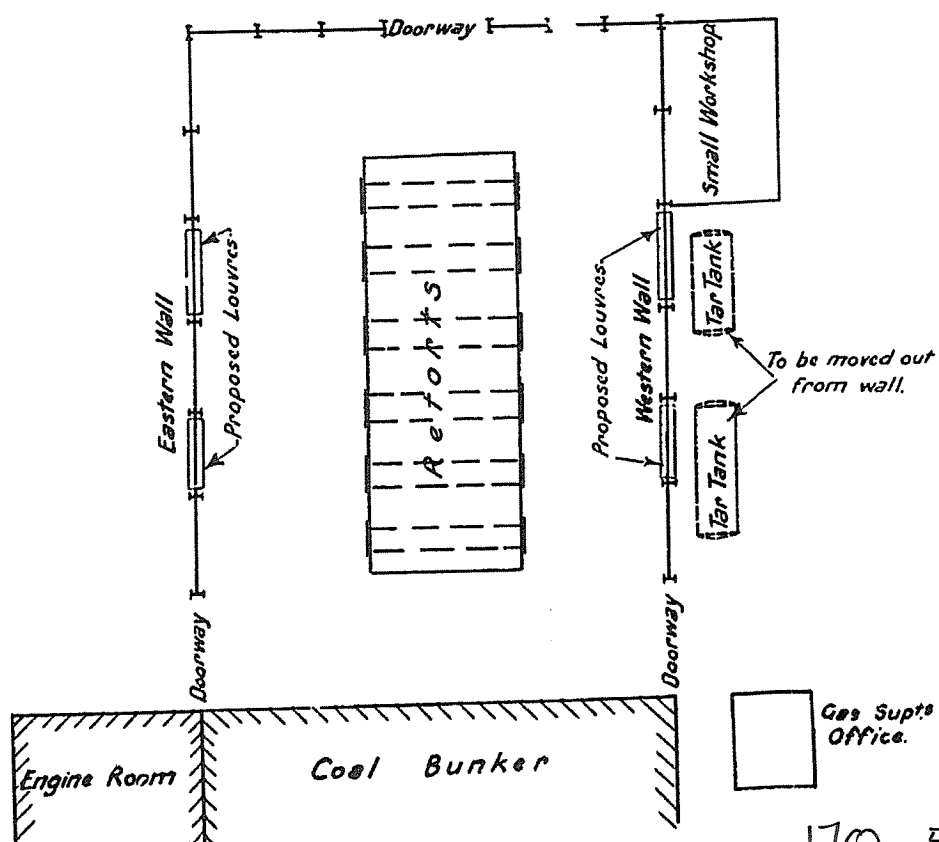 Doorway
Small Workshop
Eastern Wall
Proposed Louvres
Retorts
Proposed Louvres
Western Wall
Tar Tank
To be moved out
from wall.
Tar Tank
Doorway
Doorway
Gas Supts
Office.
Engine Room
Coal Bunker
170